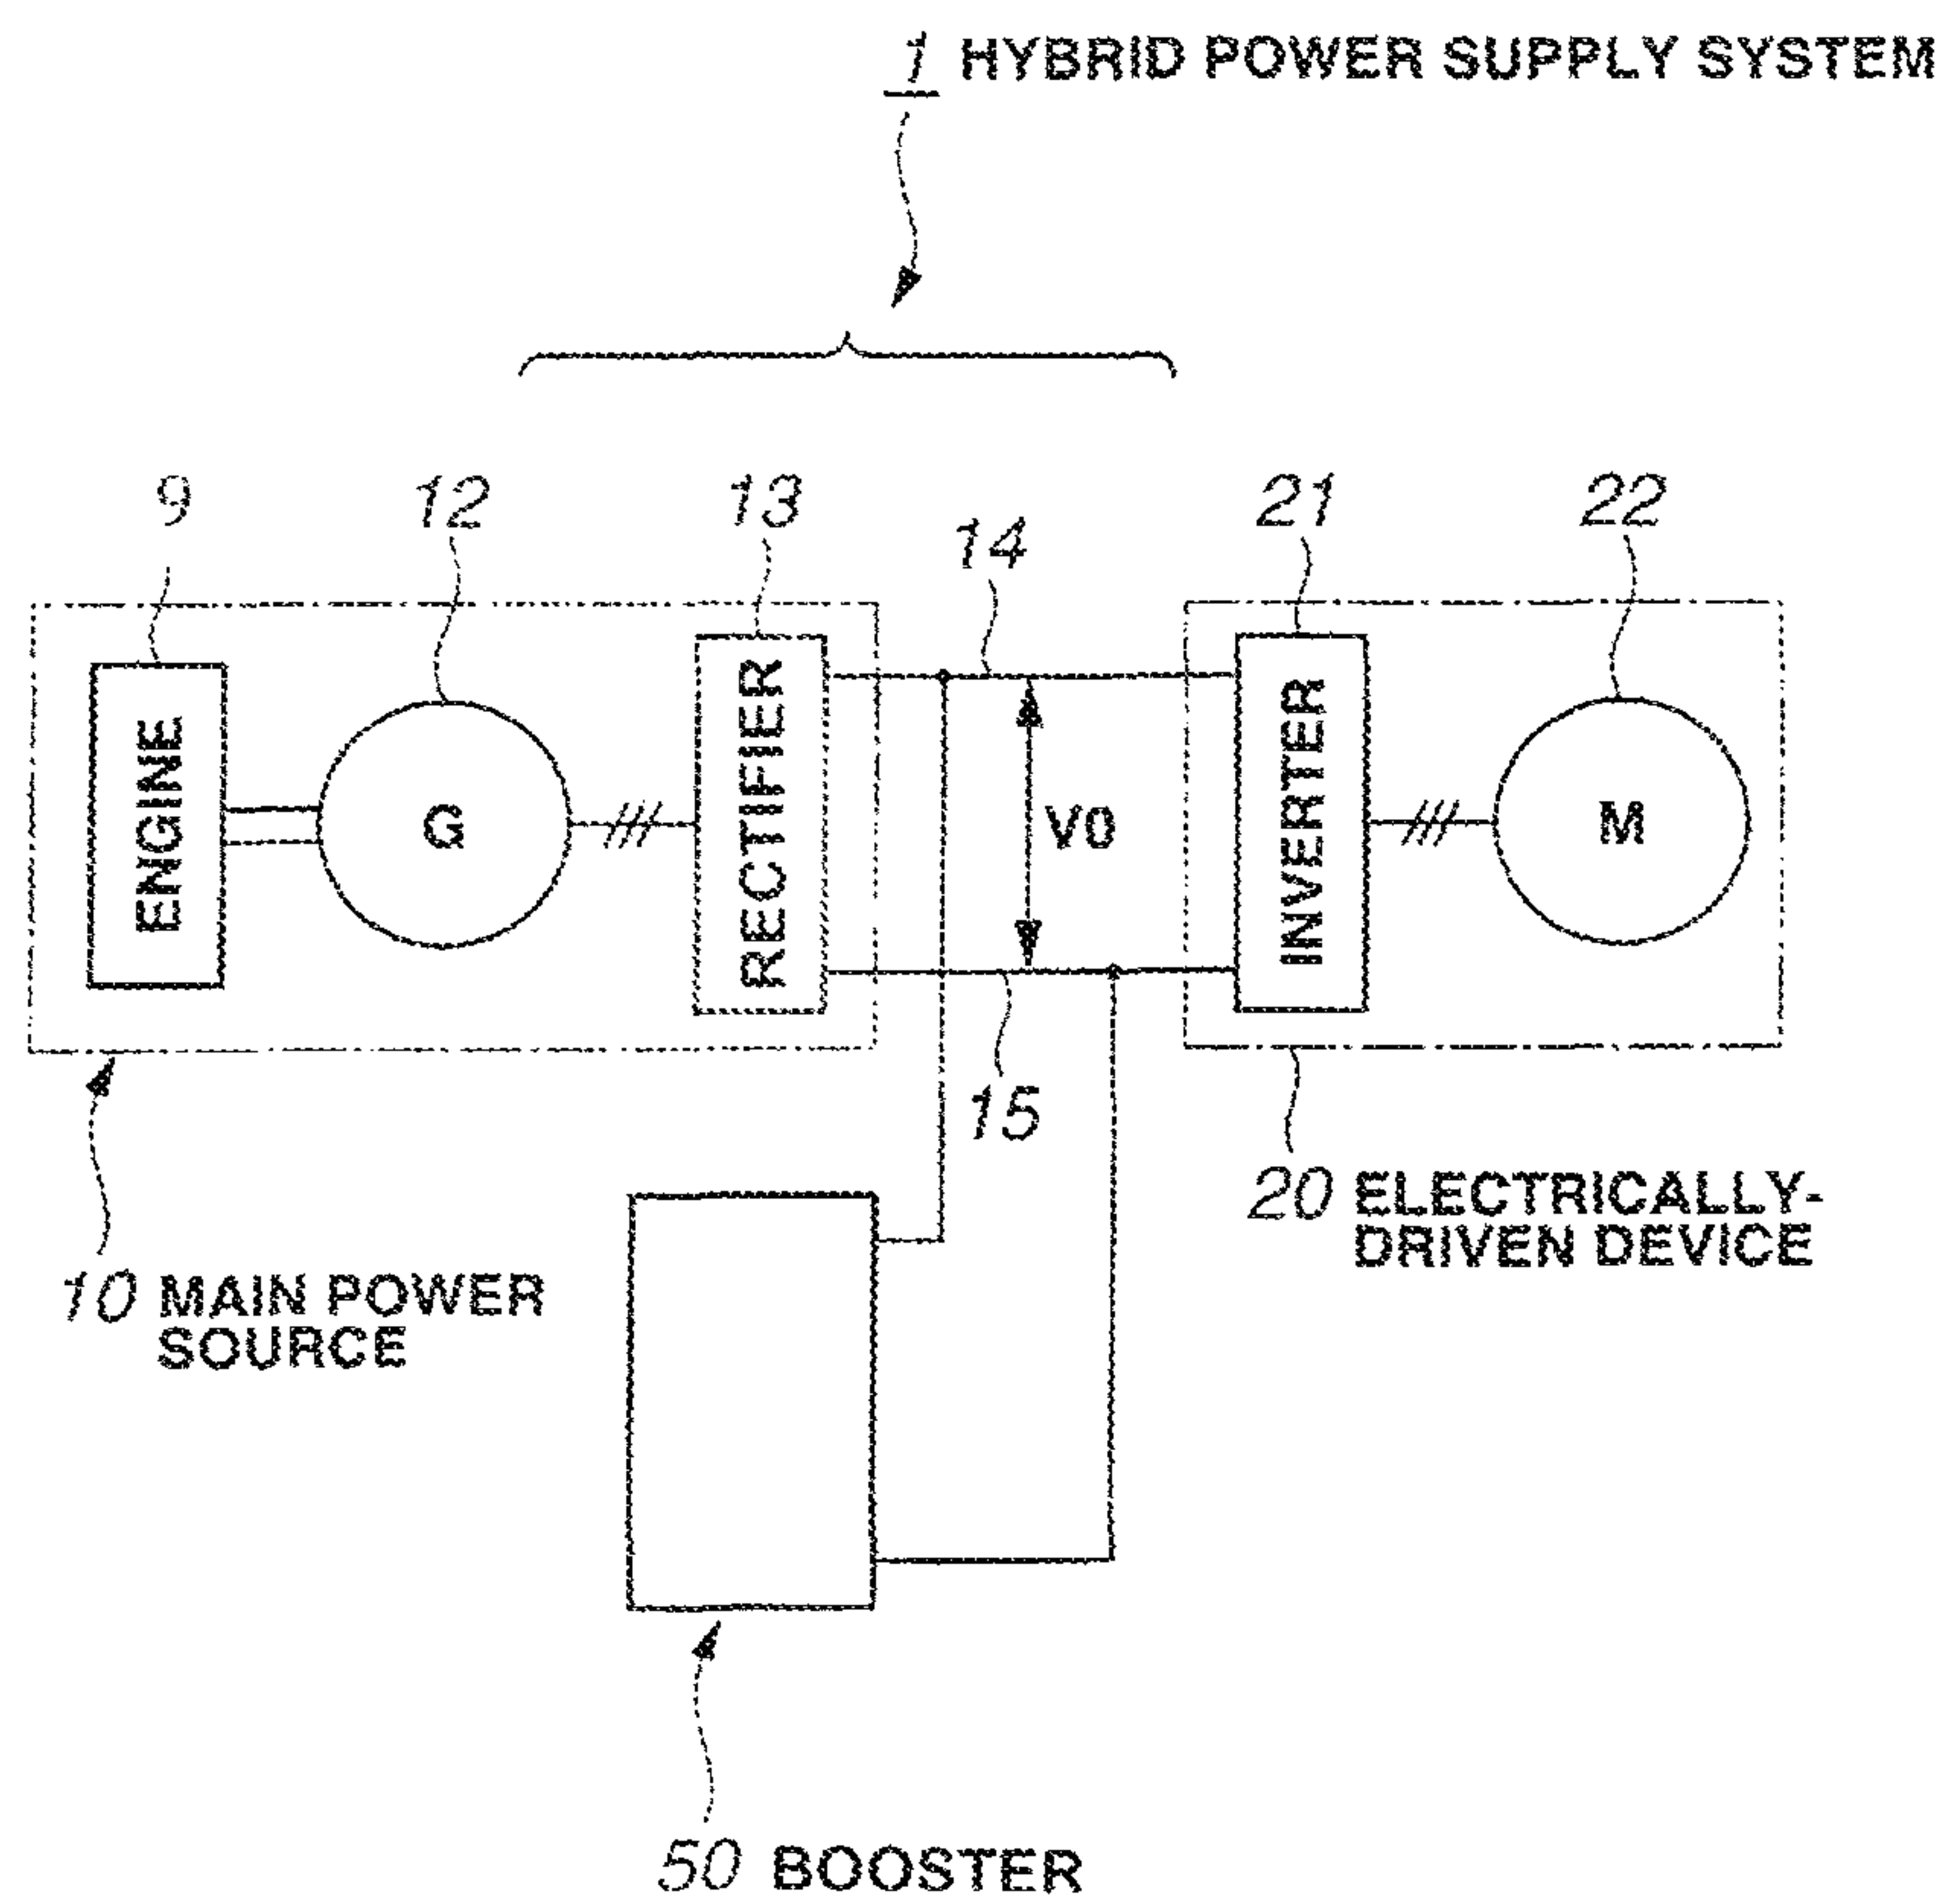 1 HYBRID POWER SUPPLY SYSTEM
9
12
13
14
21
22
ENGINE
G
RECTIFIER
V0
INVERTER
M
15
20 ELECTRICALLY-
DRIVEN DEVICE
10 MAIN POWER
SOURCE
50 BOOSTER